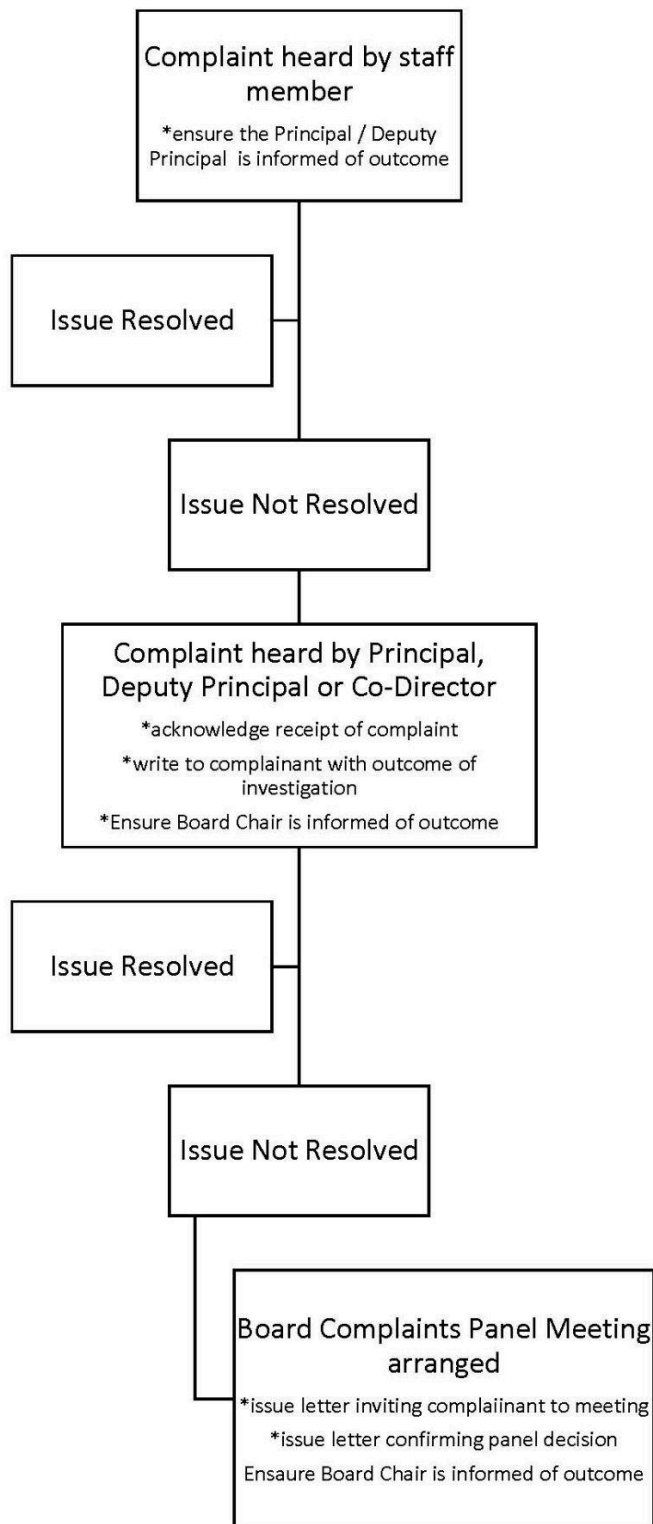 Complaint heard by staff
member
*ensure the Principal / Deputy
Principal is informed of outcome
Issue Resolved
Issue Not Resolved
Complaint heard by Principal,
Deputy Principal or Co-Director
*acknowledge receipt of complaint
*write to complainant with outcome of
investigation
*Ensure Board Chair is informed of outcome
Issue Resolved
Issue Not Resolved
Board Complaints Panel Meeting
arranged
*issue letter inviting complaiinant to meeting
*issue letter confirming panel decision
Ensaure Board Chair is informed of outcome